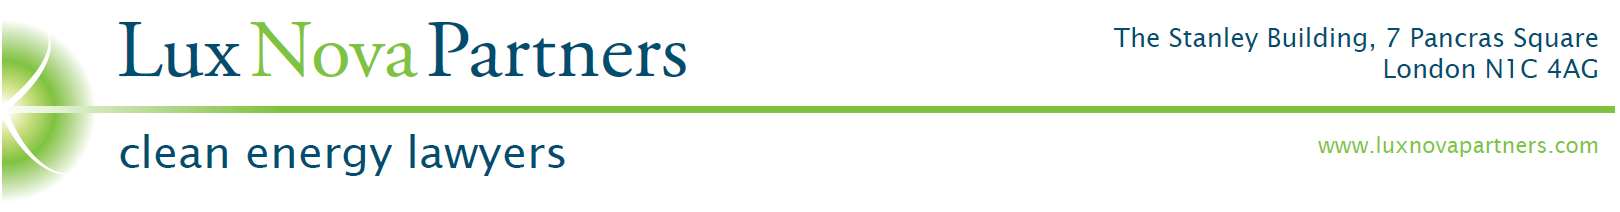 Lux Nova Partners
clean energy lawyers
The Stanley Building, 7 Pancras Square
London N1C 4AG
www.luxnovapartners.com